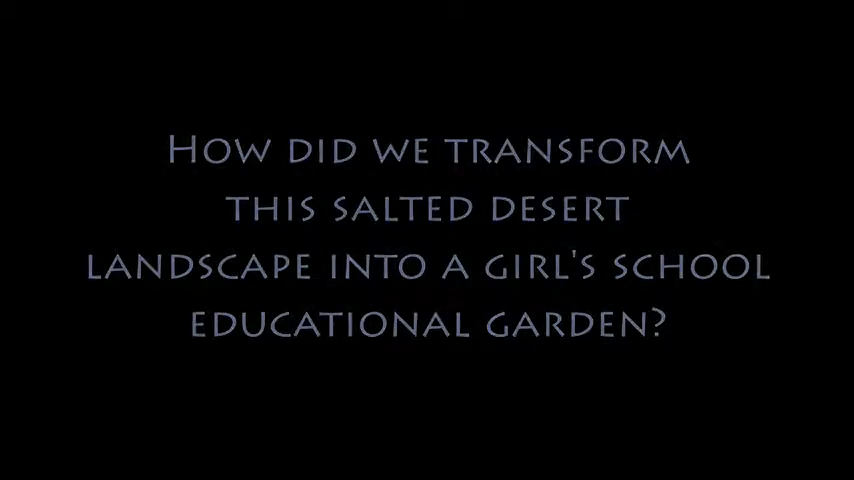 How did we transform
this salted desert
landscape into a girl's school
educational garden?